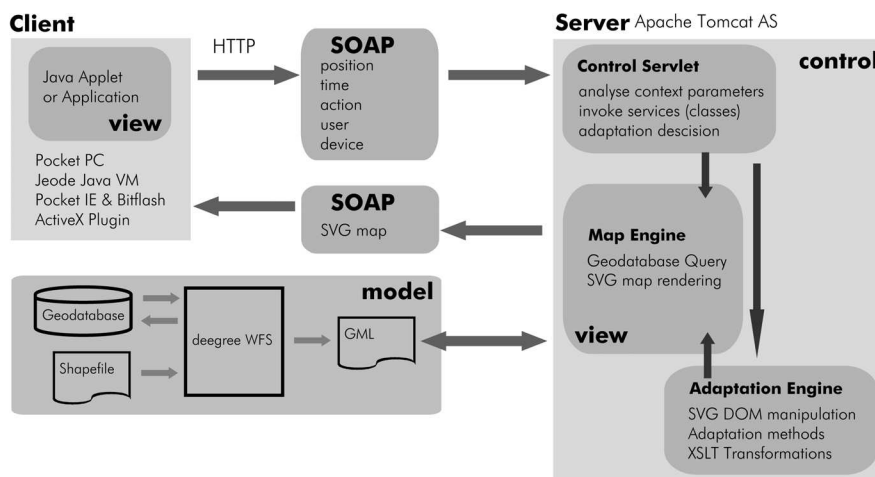 Client
Java Applet
or Application
view
Pocket PC
Jeode Java VM
Pocket IE & Bitflash
ActiveX Plugin
HTTP
SOAP
position
time
action
user
device
SOAP
SVG map
Server Apache Tomcat AS
control
Control Servlet
analyse context parameters
invoke services (classes)
adaptation descision
Map Engine
Geodatabase Query
SVG map rendering
view
Adaptation Engine
SVG DOM manipulation
Adaptation methods
XSLT Transformations
model
Geodatabase
Shapefile
deegree WFS
GML